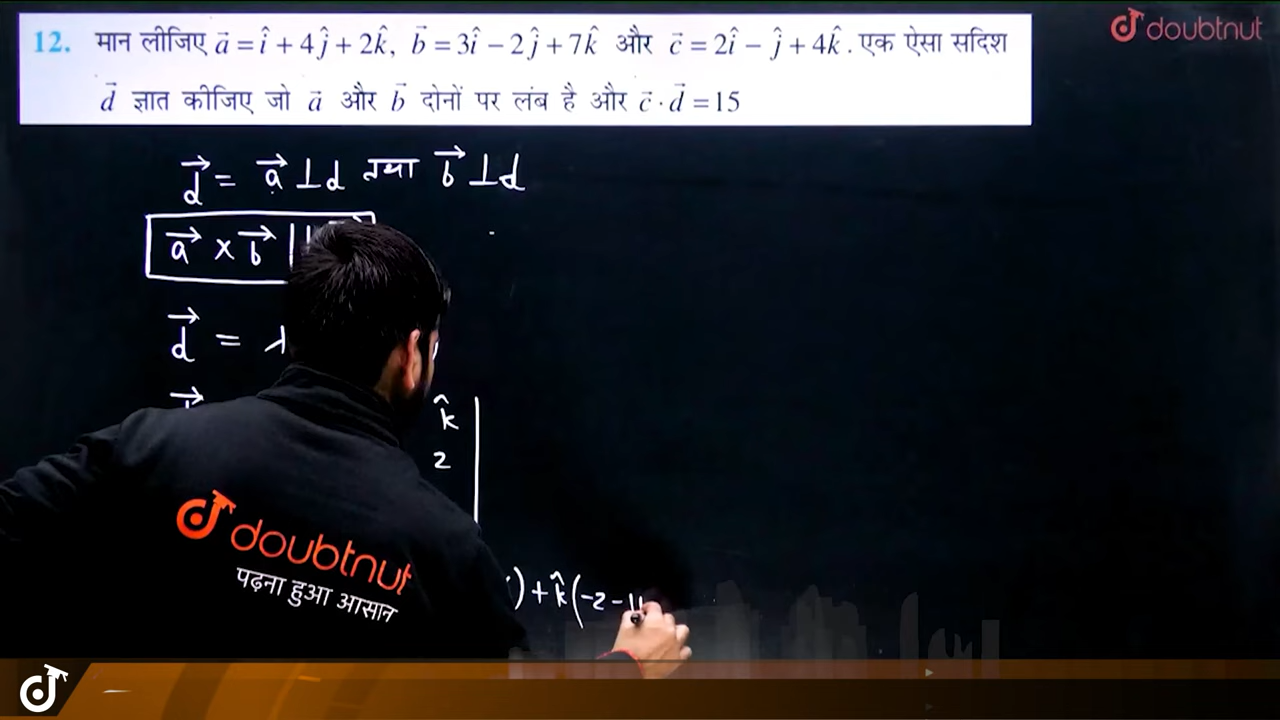 doubtnut
12. मान लीजिए a⃗ = î + 4ĵ + 2k̂, b⃗ = 3î − 2ĵ + 7k̂ और c⃗ = 2î − ĵ + 4k̂. एक ऐसा सदिश
d⃗ ज्ञात कीजिए जो a⃗ और b⃗ दोनों पर लंब है और c⃗ · d⃗ = 15
d⃗ = a⃗ ⊥ d तथा b⃗ ⊥ d
a⃗ × b⃗ ||
d⃗ = λ
k̂
2
) + k̂(-2-1
doubtnut
पढ़ना हुआ आसान